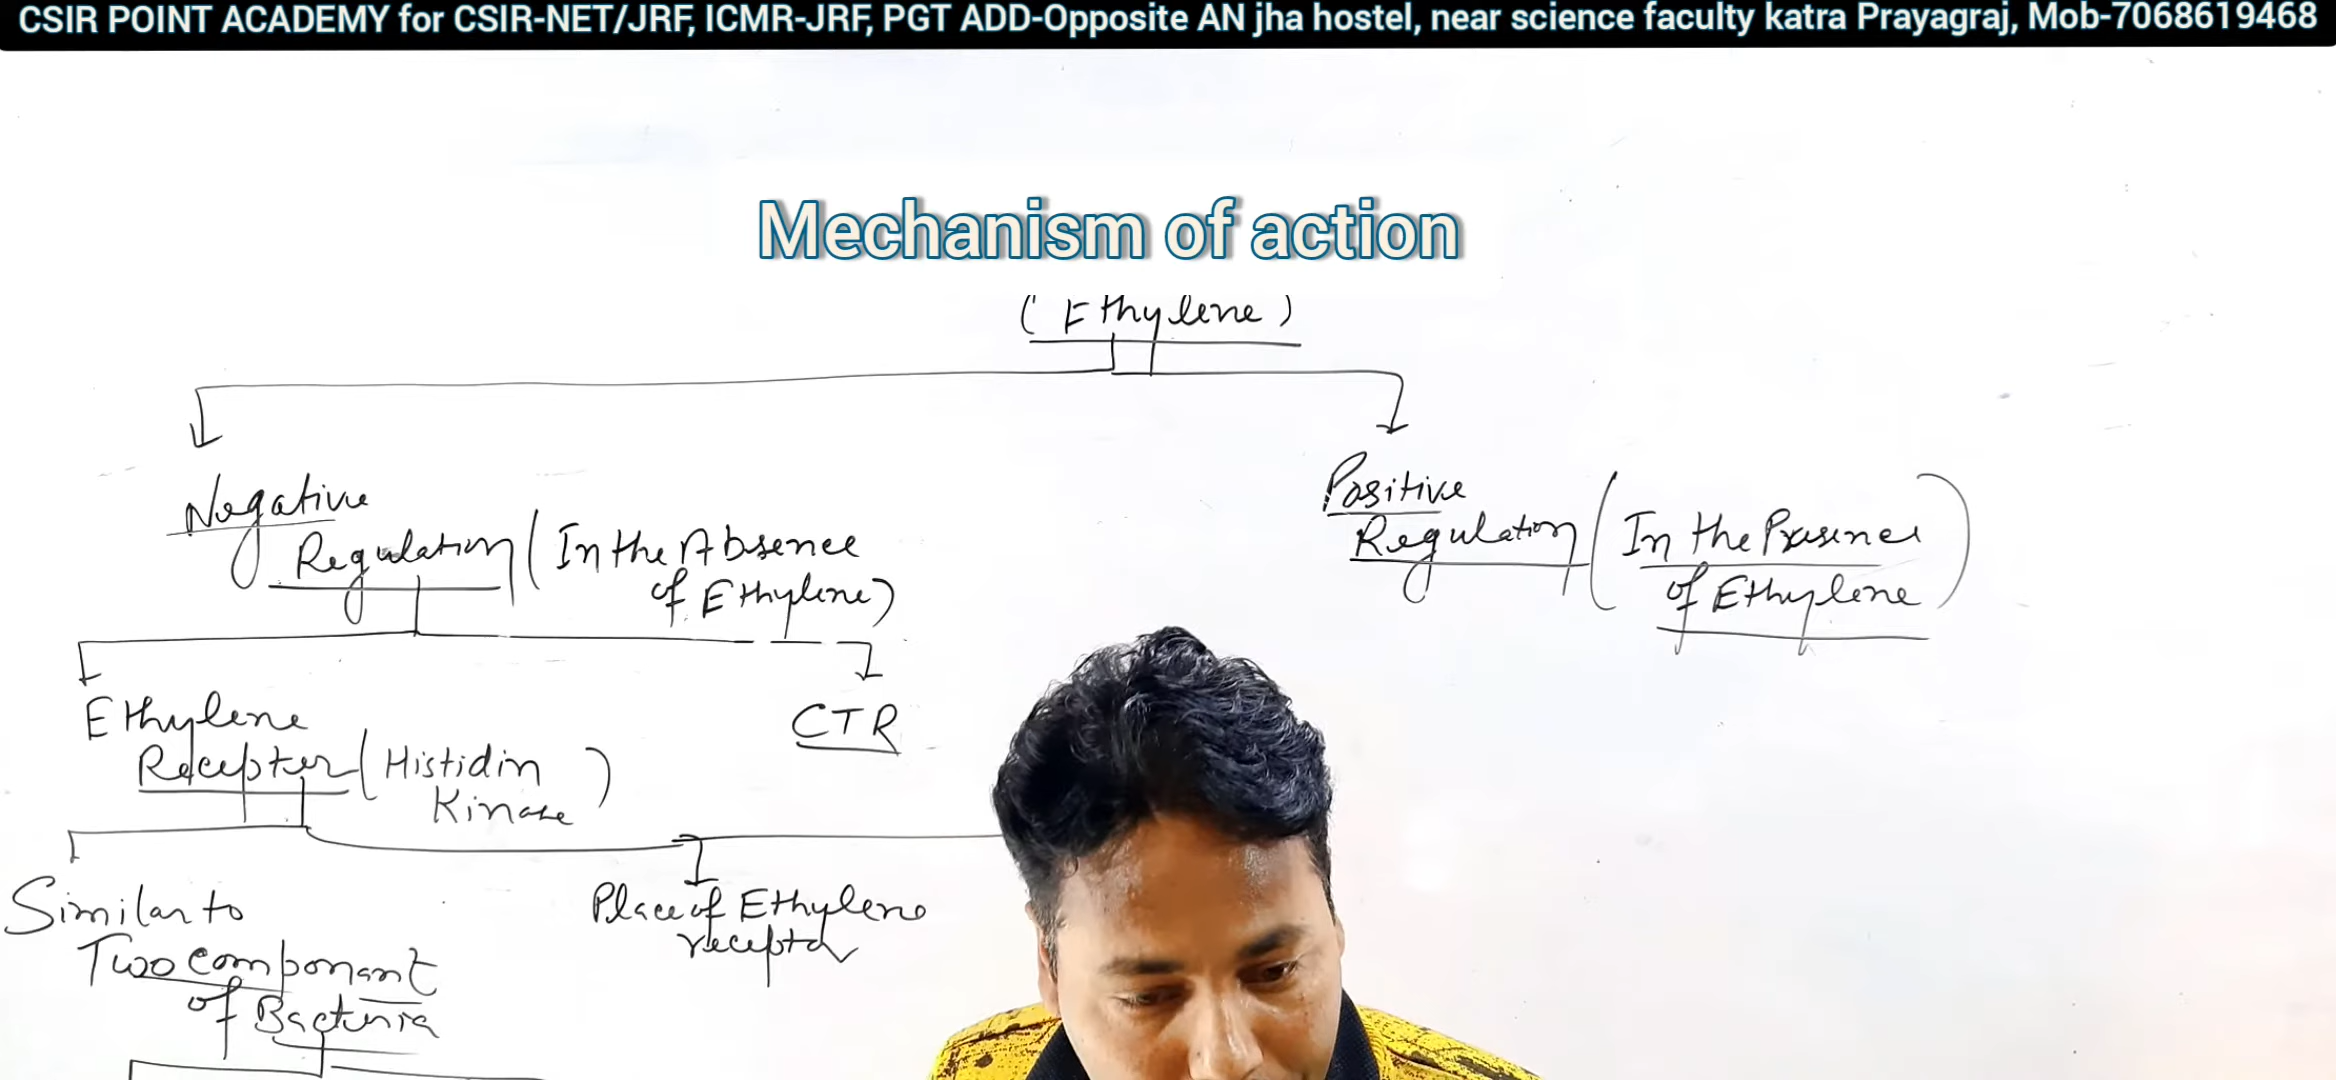 CSIR POINT ACADEMY for CSIR-NET/JRF, ICMR-JRF, PGT ADD-Opposite AN jha hostel, near science faculty katra Prayagraj, Mob-7068619468
Mechanism of action
(Ethylene)
Negative
Regulation (In the Absence
of Ethylene)
Positive
Regulation (In the Presence
of Ethylene)
Ethylene
Receptor (Histidin
Kinase)
CTR
Similar to
Two componant
of Bacteria
Place of Ethylene
receptor